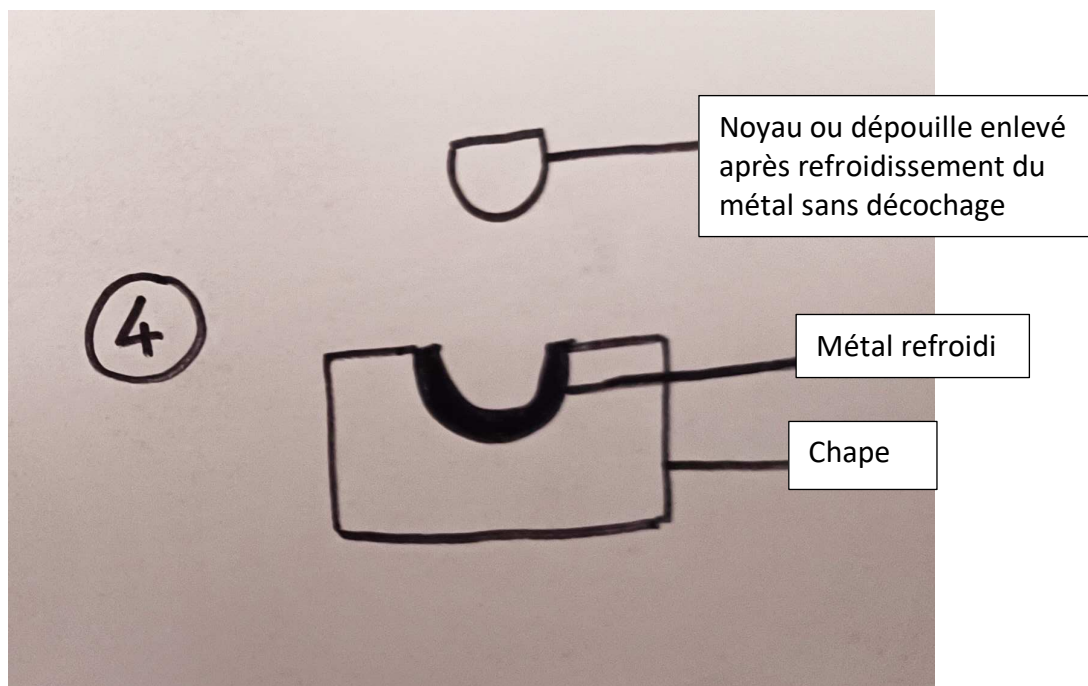 Noyau ou dépouille enlevé
après refroidissement du
métal sans décochage
4
Métal refroidi
Chape